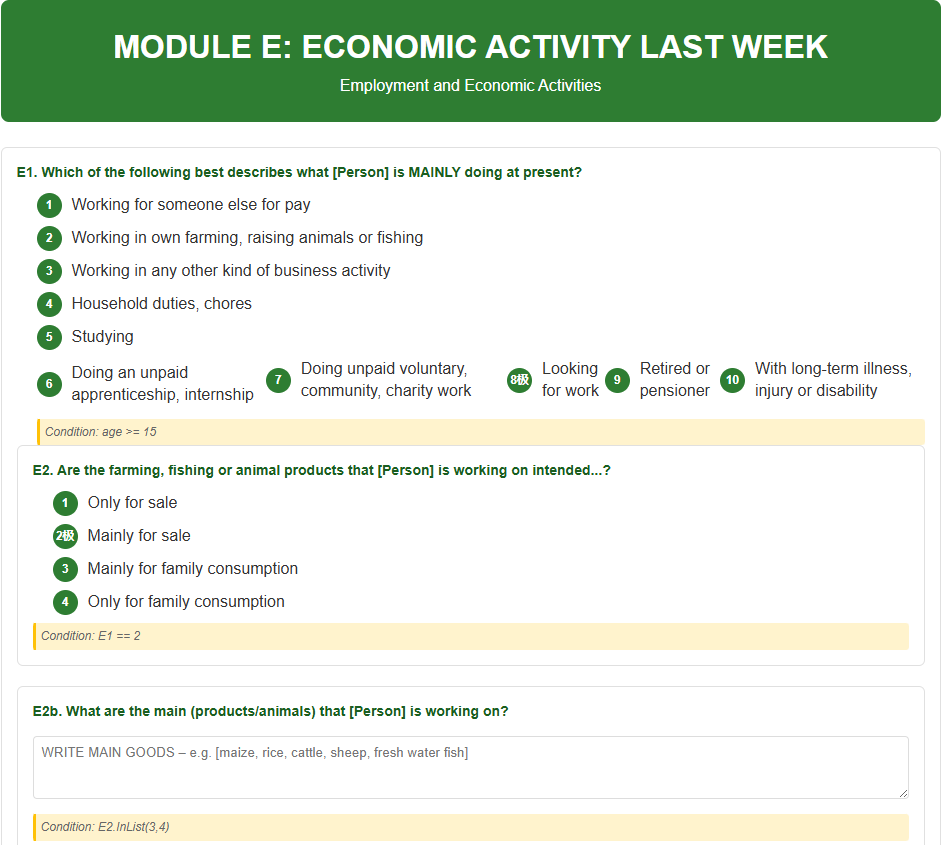 MODULE E: ECONOMIC ACTIVITY LAST WEEK
Employment and Economic Activities
E1. Which of the following best describes what [Person] is MAINLY doing at present?
1 Working for someone else for pay
2 Working in own farming, raising animals or fishing
3 Working in any other kind of business activity
4 Household duties, chores
5 Studying
6 Doing an unpaid apprenticeship, internship
7 Doing unpaid voluntary, community, charity work
8极 Looking for work
9 Retired or pensioner
10 With long-term illness, injury or disability
Condition: age >= 15
E2. Are the farming, fishing or animal products that [Person] is working on intended...?
1 Only for sale
2极 Mainly for sale
3 Mainly for family consumption
4 Only for family consumption
Condition: E1 == 2
E2b. What are the main (products/animals) that [Person] is working on?
WRITE MAIN GOODS – e.g. [maize, rice, cattle, sheep, fresh water fish]
Condition: E2.InList(3,4)